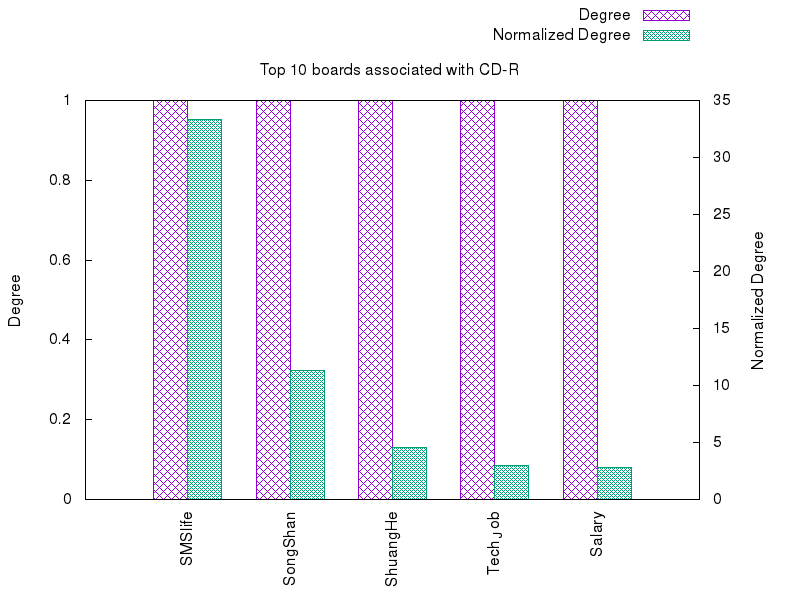 Degree
Normalized Degree
Top 10 boards associated with CD-R
1
0.8
0.6
0.4
0.2
0
35
30
25
20
15
10
5
0
Degree
Normalized Degree
SMSlife
SongShan
ShuangHe
TechJob
Salary